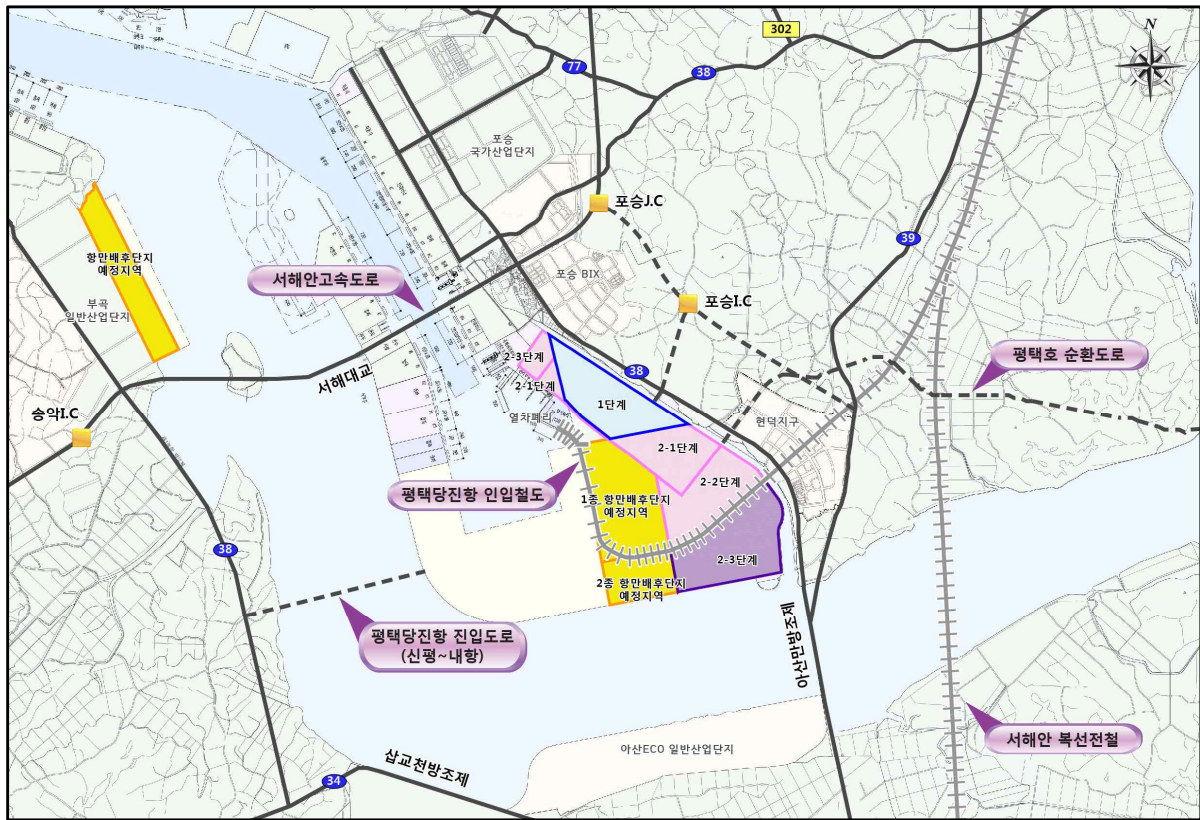 N
302
77
38
포승
국가산업단지
포승J.C
39
항만배후단지
예정지역
서해안고속도로
포승 BIX
부곡
일반산업단지
포승I.C
평택호 순환도로
2-3단계
38
서해대교
2-1단계
1단계
송악I.C
열차페리
현덕지구
2-1단계
2-2단계
평택당진항 인입철도
1종 항만배후단지
예정지역
38
2-3단계
2종 항만배후단지
예정지역
평택당진항 진입도로
(신평~내항)
아산만방조제
서해안 복선전철
아산ECO 일반산업단지
삽교천방조제
34